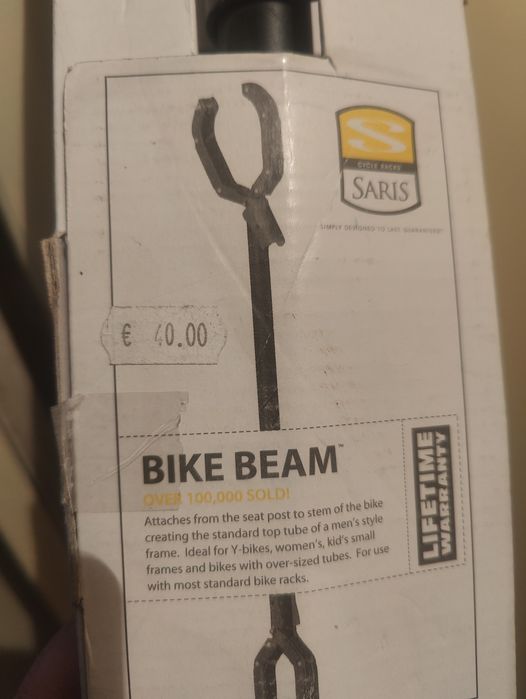 S
CYCLE RACKS
SARIS
SIMPLY DESIGNED TO LAST. GUARANTEED!
€ 40.00
BIKE BEAM™
OVER 100,000 SOLD!
Attaches from the seat post to stem of the bike
creating the standard top tube of a men's style
frame. Ideal for Y-bikes, women's, kid's small
frames and bikes with over-sized tubes. For use
with most standard bike racks.
LIFETIME
WARRANTY